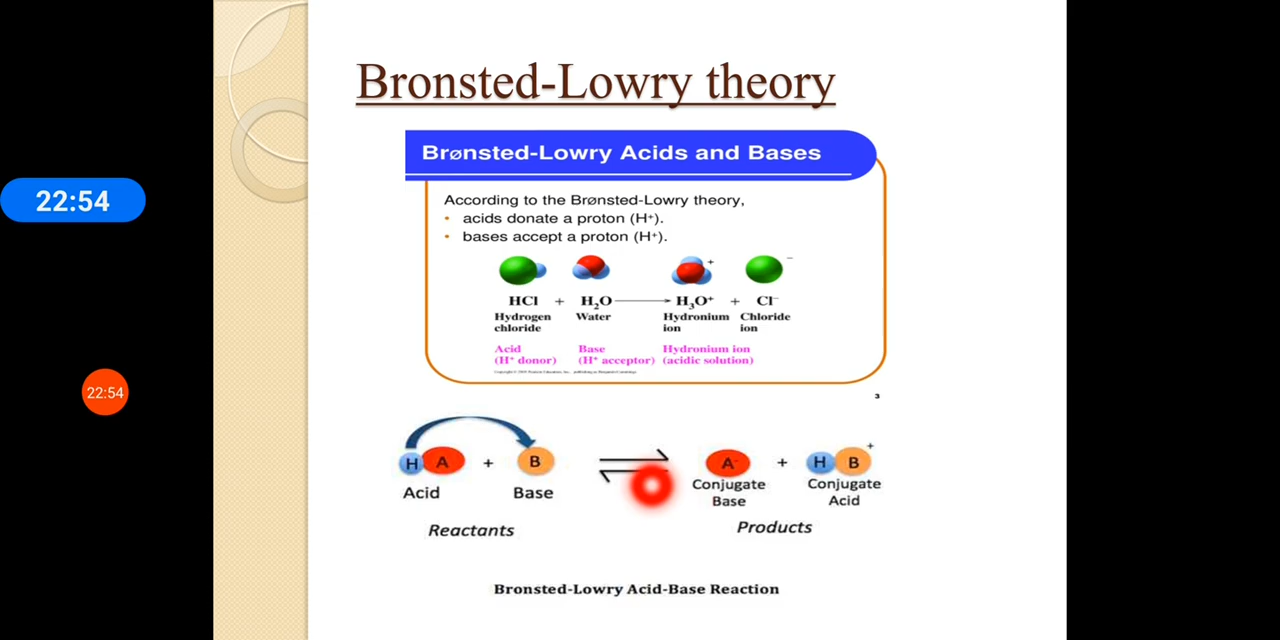 Bronsted-Lowry theory
Brønsted-Lowry Acids and Bases
22:54
According to the Brønsted-Lowry theory,
• acids donate a proton (H⁺).
• bases accept a proton (H⁺).
+ −
HCl + H₂O ⟶ H₃O⁺ + Cl⁻
Hydrogen Water Hydronium Chloride
chloride ion ion
Acid Base Hydronium ion
(H⁺ donor) (H⁺ acceptor) (acidic solution)
22:54
3
H A + B ⇌ A⁻ + H B +
Acid Base Conjugate Conjugate
Base Acid
Reactants Products
Bronsted-Lowry Acid-Base Reaction